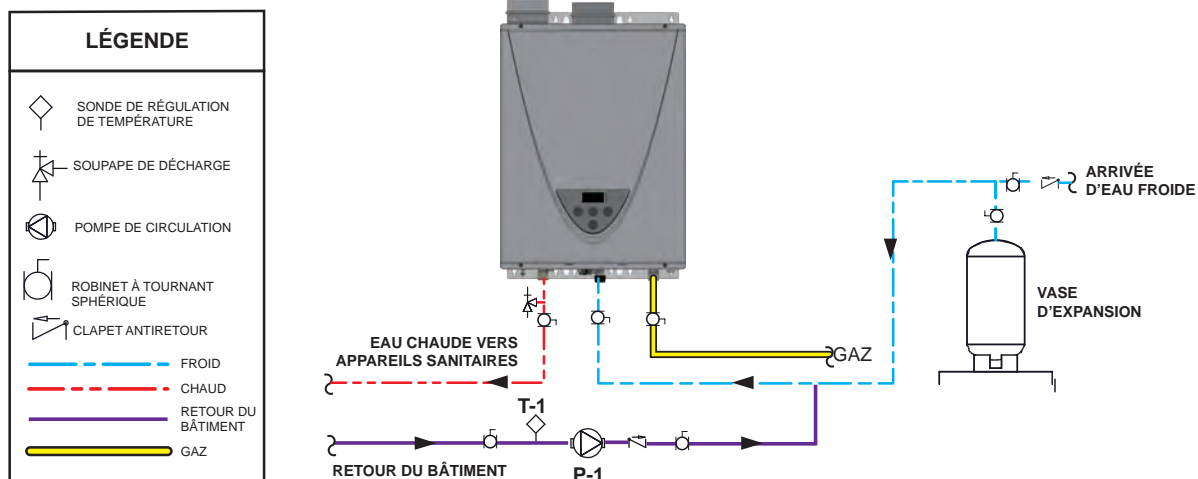 LÉGENDE
SONDE DE RÉGULATION
DE TEMPÉRATURE
SOUPAPE DE DÉCHARGE
POMPE DE CIRCULATION
ROBINET À TOURNANT
SPHÉRIQUE
CLAPET ANTIRETOUR
FROID
CHAUD
RETOUR DU
BÂTIMENT
GAZ
ARRIVÉE
D'EAU FROIDE
VASE
D'EXPANSION
EAU CHAUDE VERS
APPAREILS SANITAIRES
GAZ
T-1
RETOUR DU BÂTIMENT
P-1